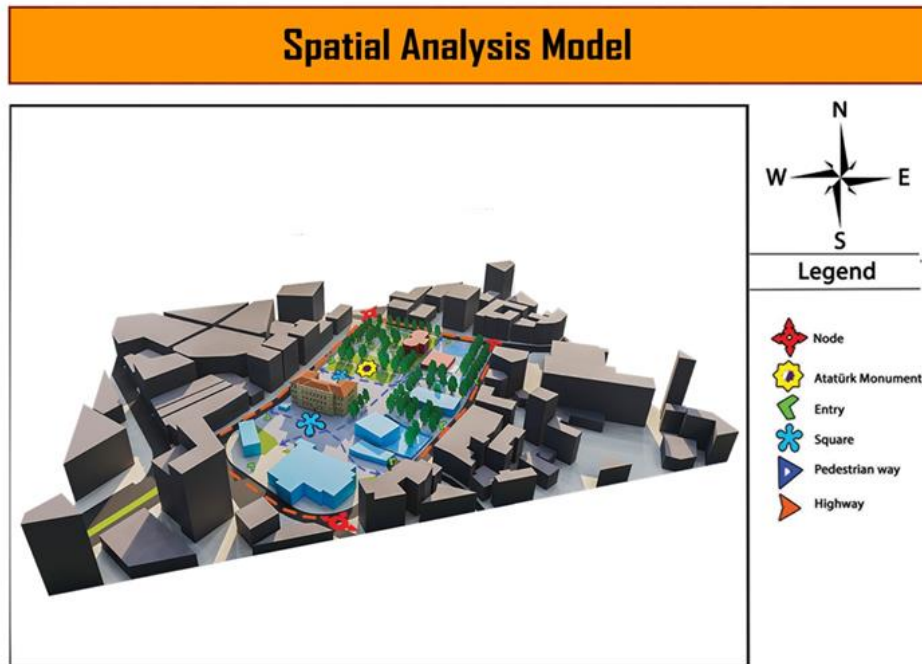 Spatial Analysis Model
N
W E
S
Legend
Node
Atatürk Monument
Entry
Square
Pedestrian way
Highway